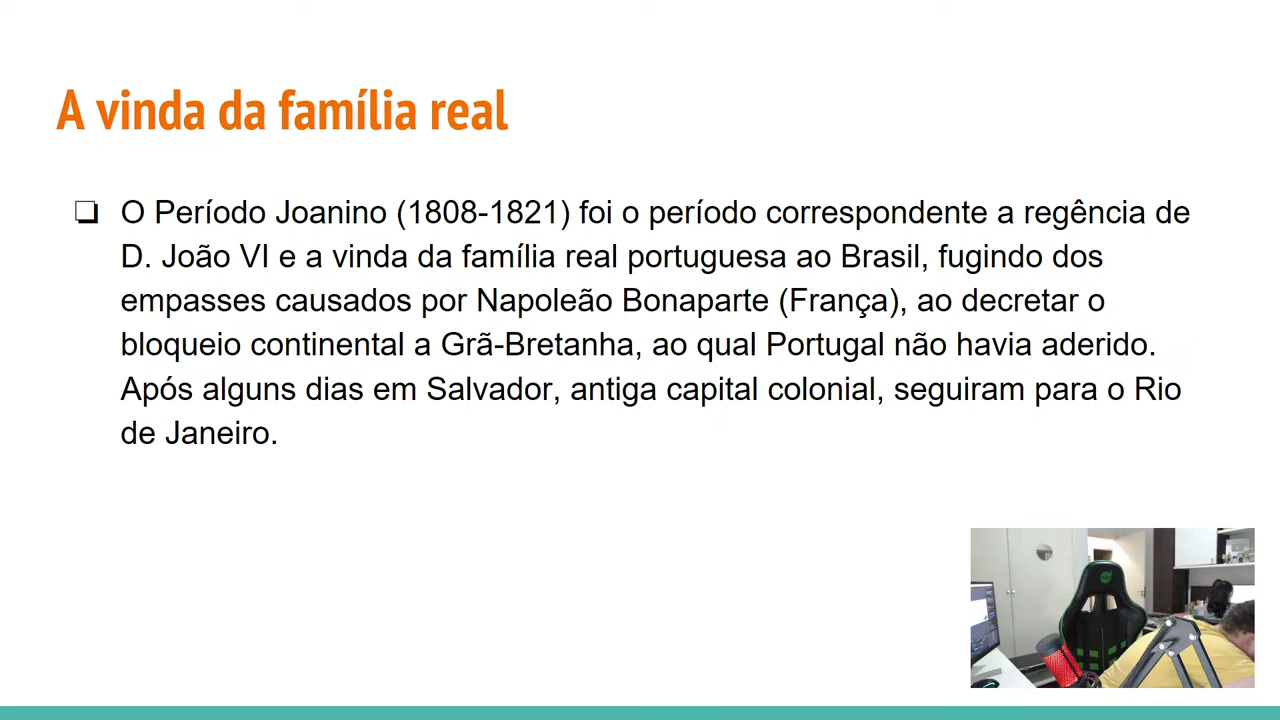 A vinda da família real
❏ O Período Joanino (1808-1821) foi o período correspondente a regência de
D. João VI e a vinda da família real portuguesa ao Brasil, fugindo dos
empasses causados por Napoleão Bonaparte (França), ao decretar o
bloqueio continental a Grã-Bretanha, ao qual Portugal não havia aderido.
Após alguns dias em Salvador, antiga capital colonial, seguiram para o Rio
de Janeiro.